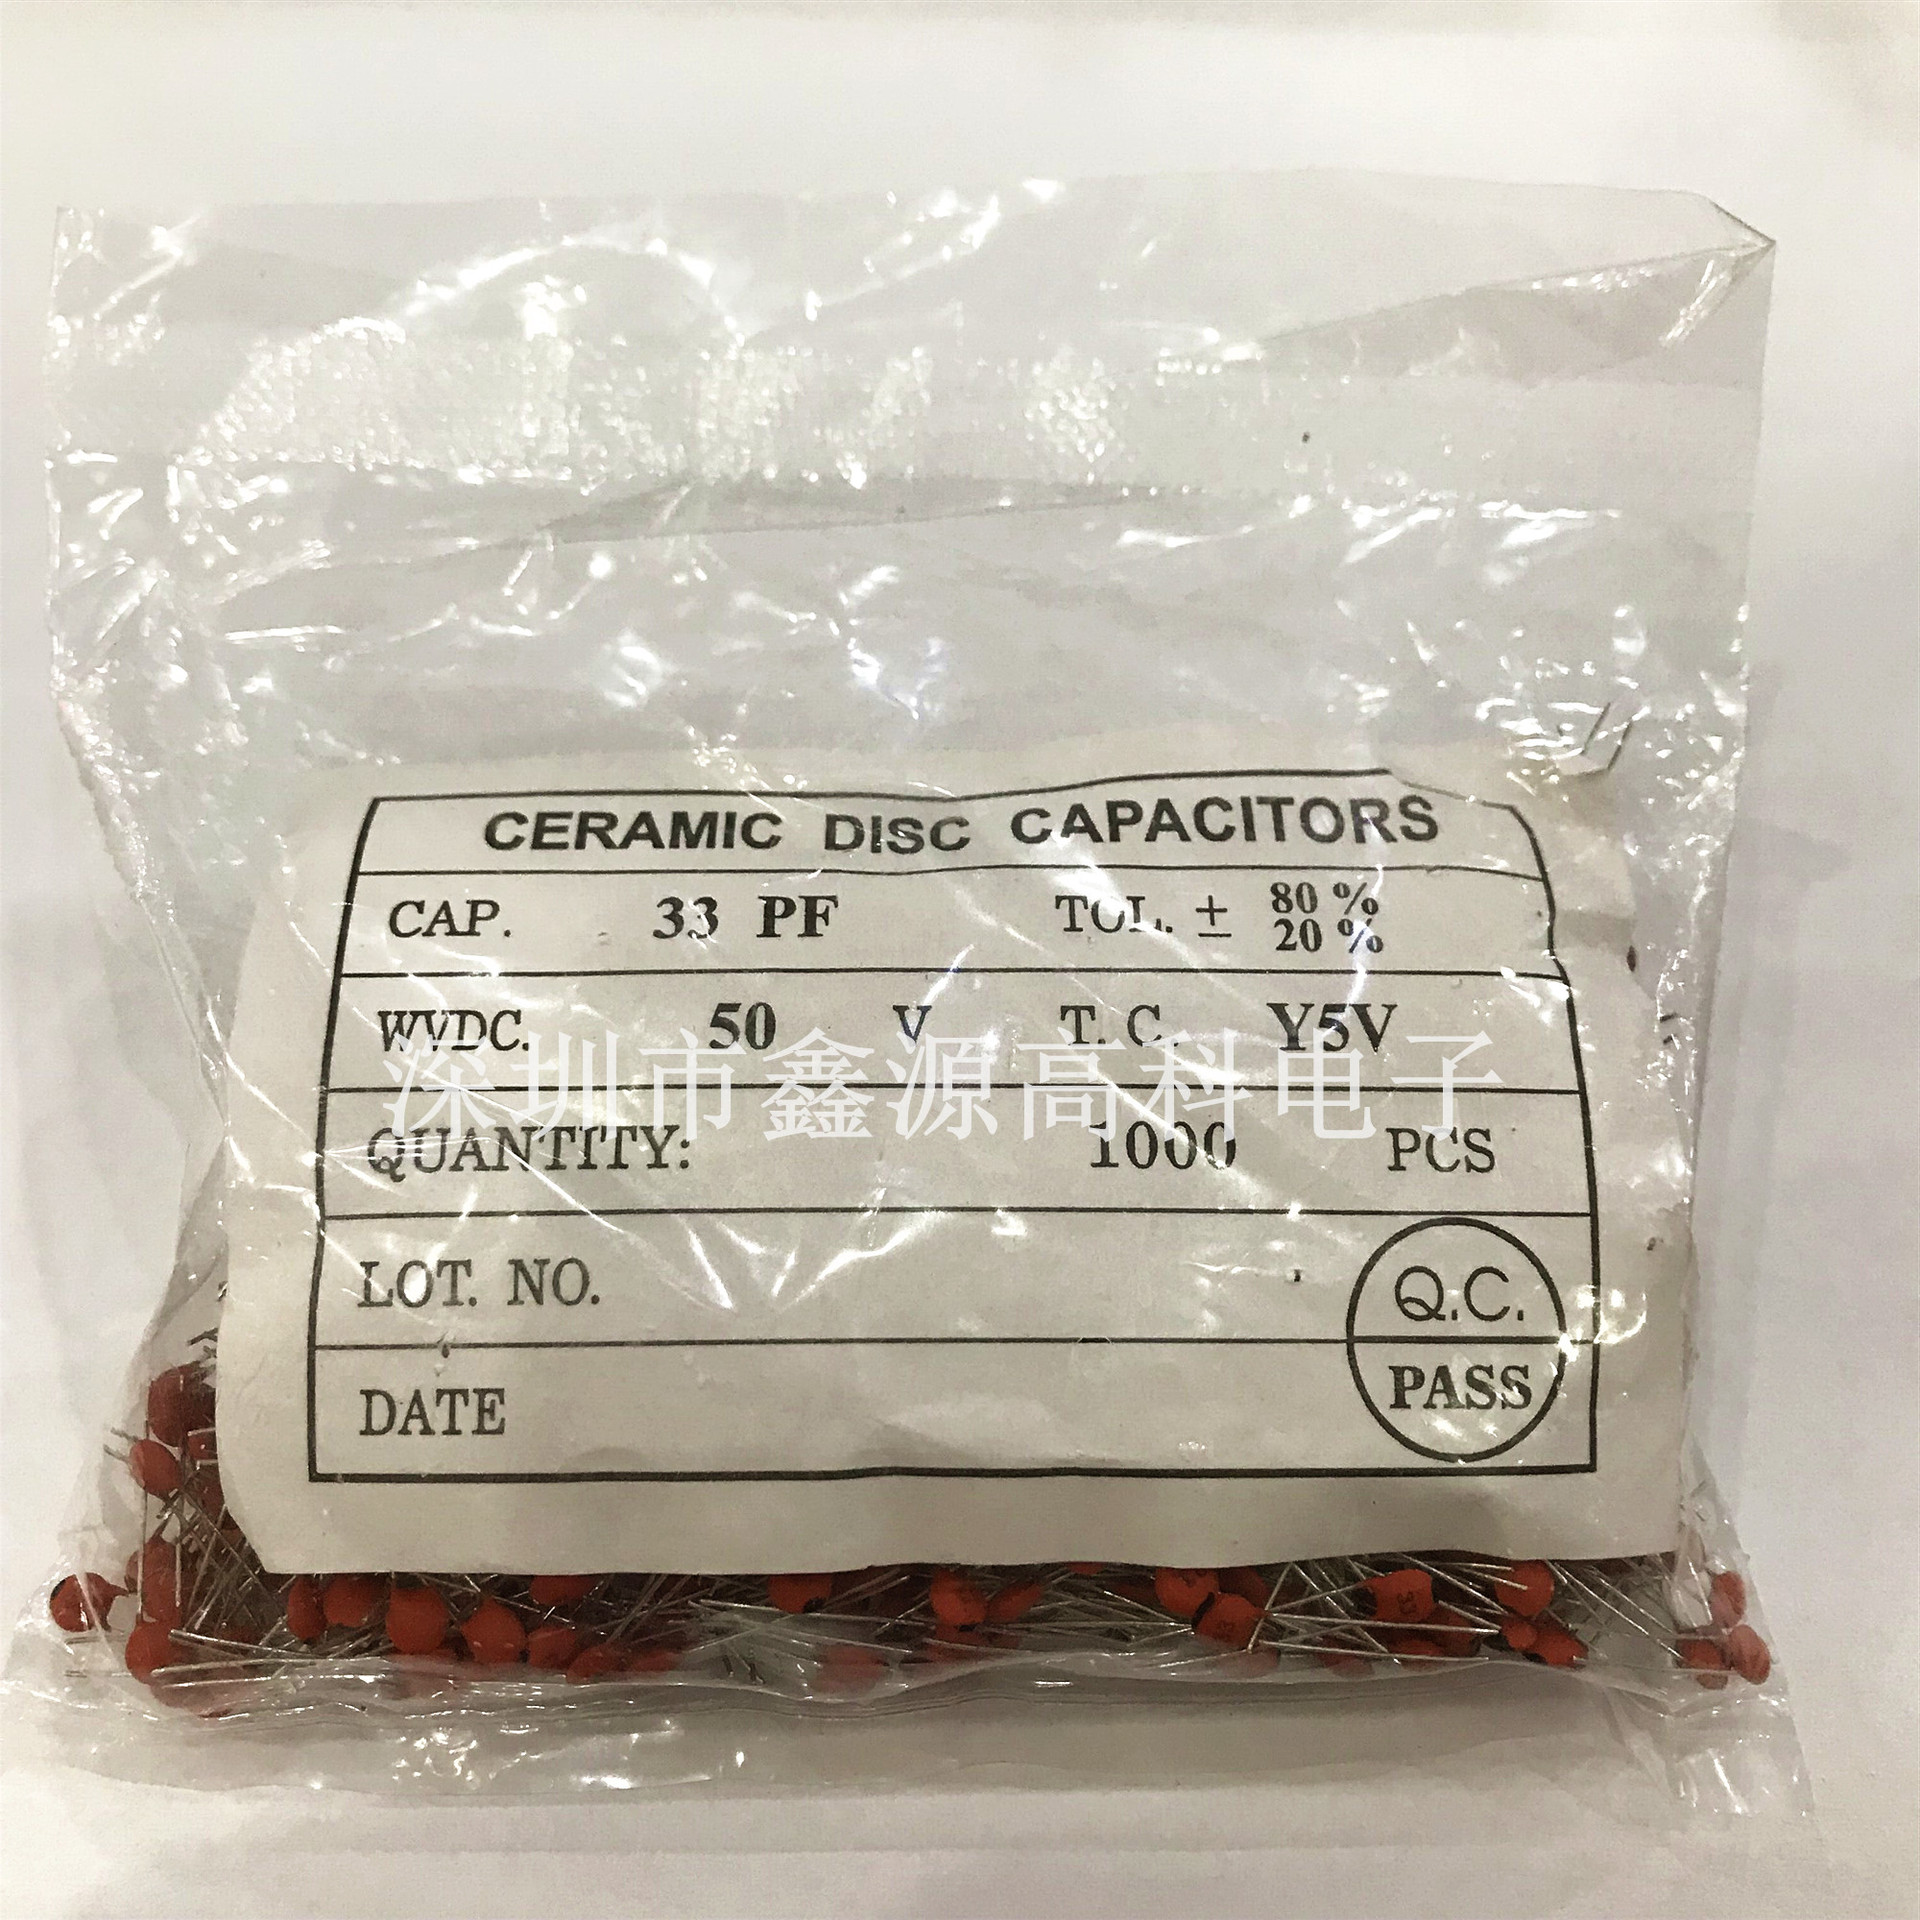 CERAMIC DISC CAPACITORS
CAP. 33 PF TOL. ± 80 %
20 %
WVDC. 50 V T. C. Y5V
深圳市鑫源高科电子
QUANTITY: 1000 PCS
LOT. NO.
Q.C.
PASS
DATE
33